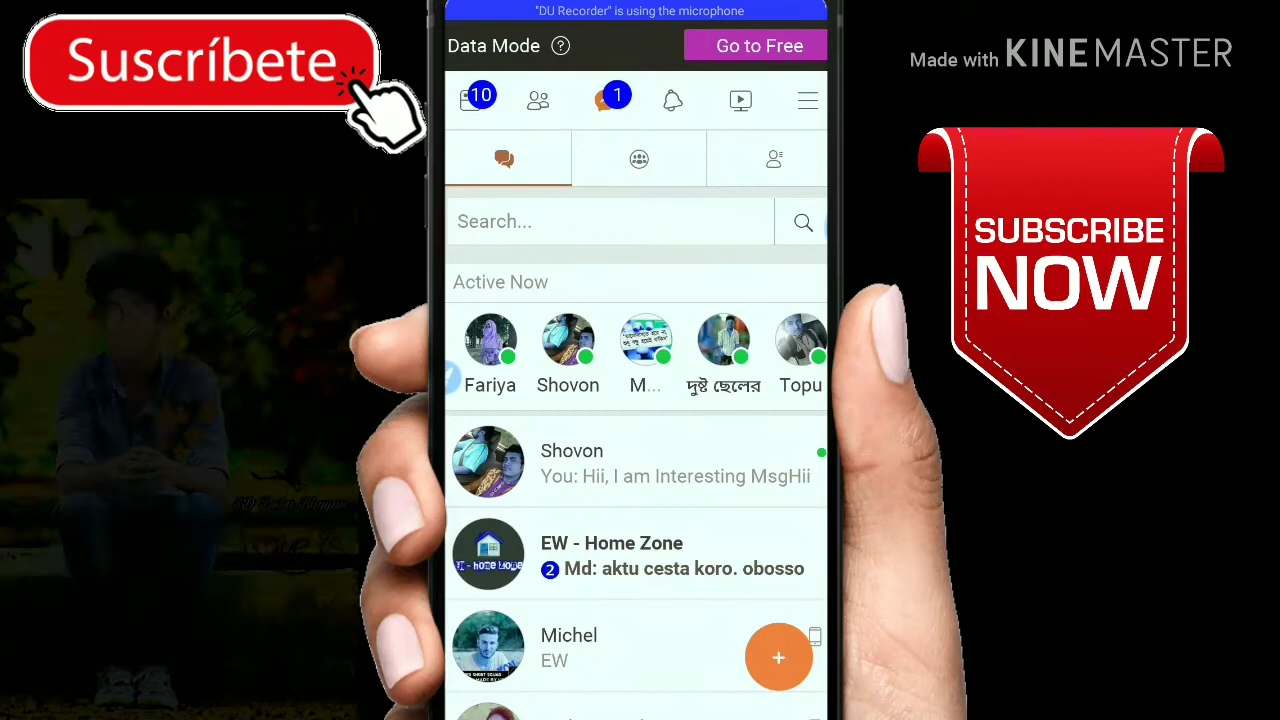 Suscríbete
"DU Recorder" is using the microphone
Data Mode ?
Go to Free
Made with KINEMASTER
10
1
Search...
Active Now
Fariya
Shovon
M...
দুষ্ট ছেলের
Topu
SUBSCRIBE
NOW
Shovon
You: Hii, I am Interesting MsgHii
EW - Home Zone
2 Md: aktu cesta koro. obosso
Michel
EW
+